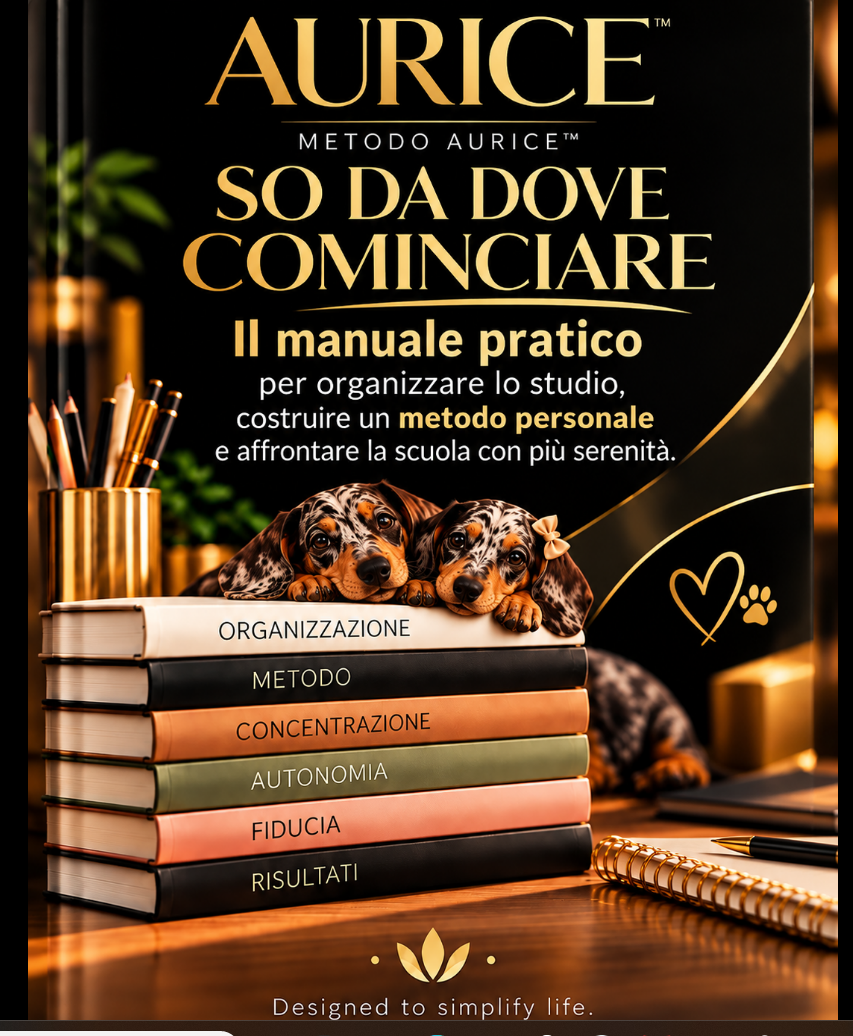 AURICE™
METODO AURICE™
SO DA DOVE
COMINCIARE
Il manuale pratico
per organizzare lo studio,
costruire un metodo personale
e affrontare la scuola con più serenità.
ORGANIZZAZIONE
METODO
CONCENTRAZIONE
AUTONOMIA
FIDUCIA
RISULTATI
Designed to simplify life.